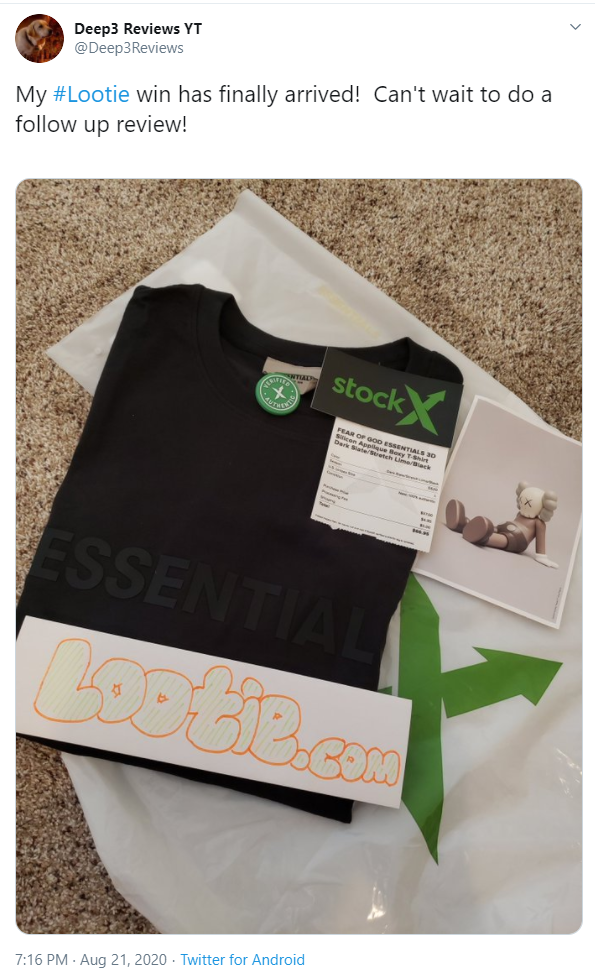 Deep3 Reviews YT
@Deep3Reviews
My #Lootie win has finally arrived!  Can't wait to do a
follow up review!
VERIFIED
X
AUTHENTIC
stockX
FEAR OF GOD ESSENTIALS 3D
Silicon Applique Boxy T-Shirt
Dark Slate/Stretch Limo/Black
Total
ESSENTIAL
Lootie.com
7:16 PM · Aug 21, 2020 · Twitter for Android